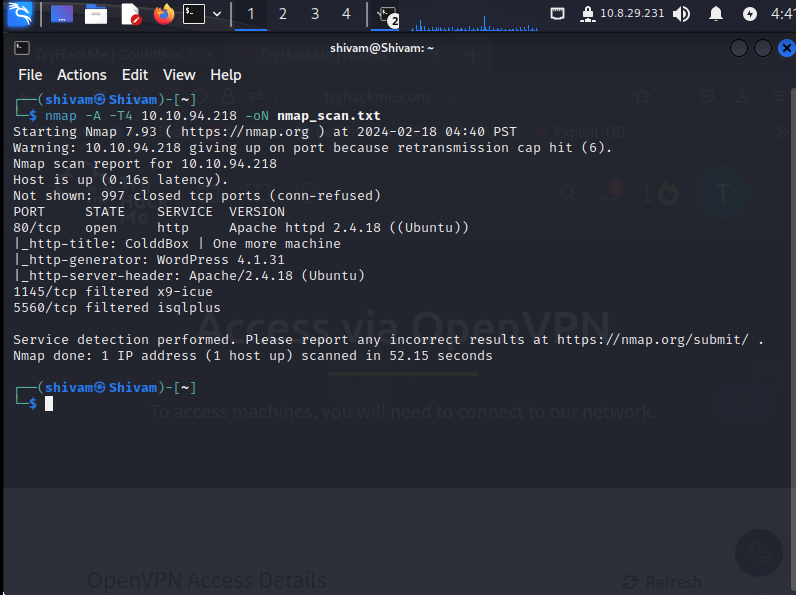 1 2 3 4 2 10.8.29.231 4:4
shivam@Shivam: ~
File Actions Edit View Help
┌──(shivam㉿Shivam)-[~]
└─$ nmap -A -T4 10.10.94.218 -oN nmap_scan.txt
Starting Nmap 7.93 ( https://nmap.org ) at 2024-02-18 04:40 PST
Warning: 10.10.94.218 giving up on port because retransmission cap hit (6).
Nmap scan report for 10.10.94.218
Host is up (0.16s latency).
Not shown: 997 closed tcp ports (conn-refused)
PORT     STATE    SERVICE  VERSION
80/tcp   open     http     Apache httpd 2.4.18 ((Ubuntu))
|_http-title: ColddBox | One more machine
|_http-generator: WordPress 4.1.31
|_http-server-header: Apache/2.4.18 (Ubuntu)
1145/tcp filtered x9-icue
5560/tcp filtered isqlplus
Service detection performed. Please report any incorrect results at https://nmap.org/submit/ .
Nmap done: 1 IP address (1 host up) scanned in 52.15 seconds
┌──(shivam㉿Shivam)-[~]
└─$
Access via OpenVPN
To access machines, you will need to connect to our network.
OpenVPN Access Details
Refresh